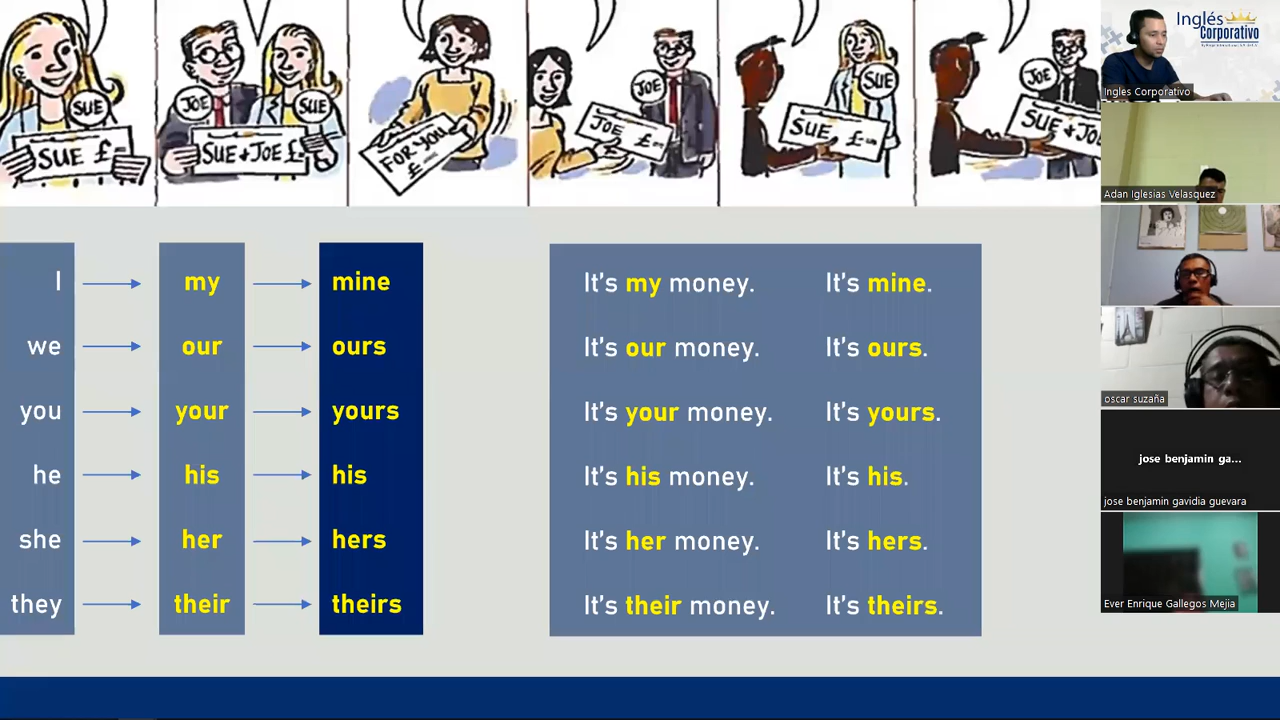 SUE
SUE £
JOE
SUE
SUE & JOE £
FOR YOU
£
JOE
JOE £
SUE
SUE £
JOE
SUE & JOE
I my mine
we our ours
you your yours
he his his
she her hers
they their theirs
It's my money. It's mine.
It's our money. It's ours.
It's your money. It's yours.
It's his money. It's his.
It's her money. It's hers.
It's their money. It's theirs.
Inglés
Corporativo
Ingles Corporativo
Adan Iglesias Velasquez
oscar suzaña
jose benjamin ga...
jose benjamin gavidia guevara
Ever Enrique Gallegos Mejia